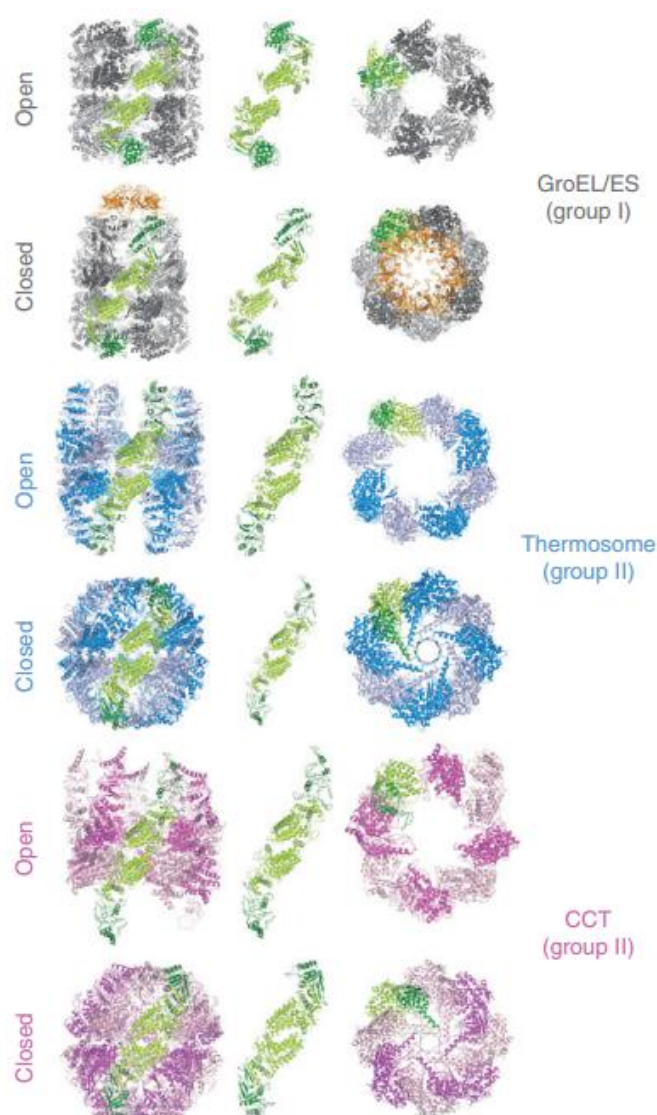 Open
GroEL/ES
(group I)
Closed
Open
Thermosome
(group II)
Closed
Open
CCT
(group II)
Closed